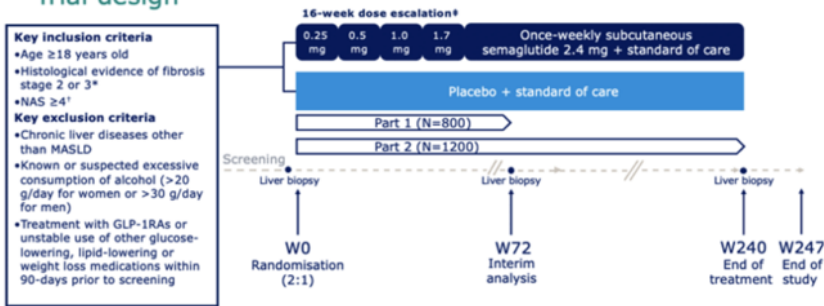 Trial design
Key inclusion criteria
•Age ≥18 years old
•Histological evidence of fibrosis
stage 2 or 3*
•NAS ≥4†
Key exclusion criteria
•Chronic liver diseases other
than MASLD
•Known or suspected excessive
consumption of alcohol (>20
g/day for women or >30 g/day
for men)
•Treatment with GLP-1RAs or
unstable use of other glucose-
lowering, lipid-lowering or
weight loss medications within
90-days prior to screening
16-week dose escalation‡
0.25
mg
0.5
mg
1.0
mg
1.7
mg
Once-weekly subcutaneous
semaglutide 2.4 mg + standard of care
Placebo + standard of care
Part 1 (N=800)
Part 2 (N=1200)
Screening
Liver biopsy
Liver biopsy
Liver biopsy
W0
Randomisation
(2:1)
W72
Interim
analysis
W240
End of
treatment
W247
End of
study